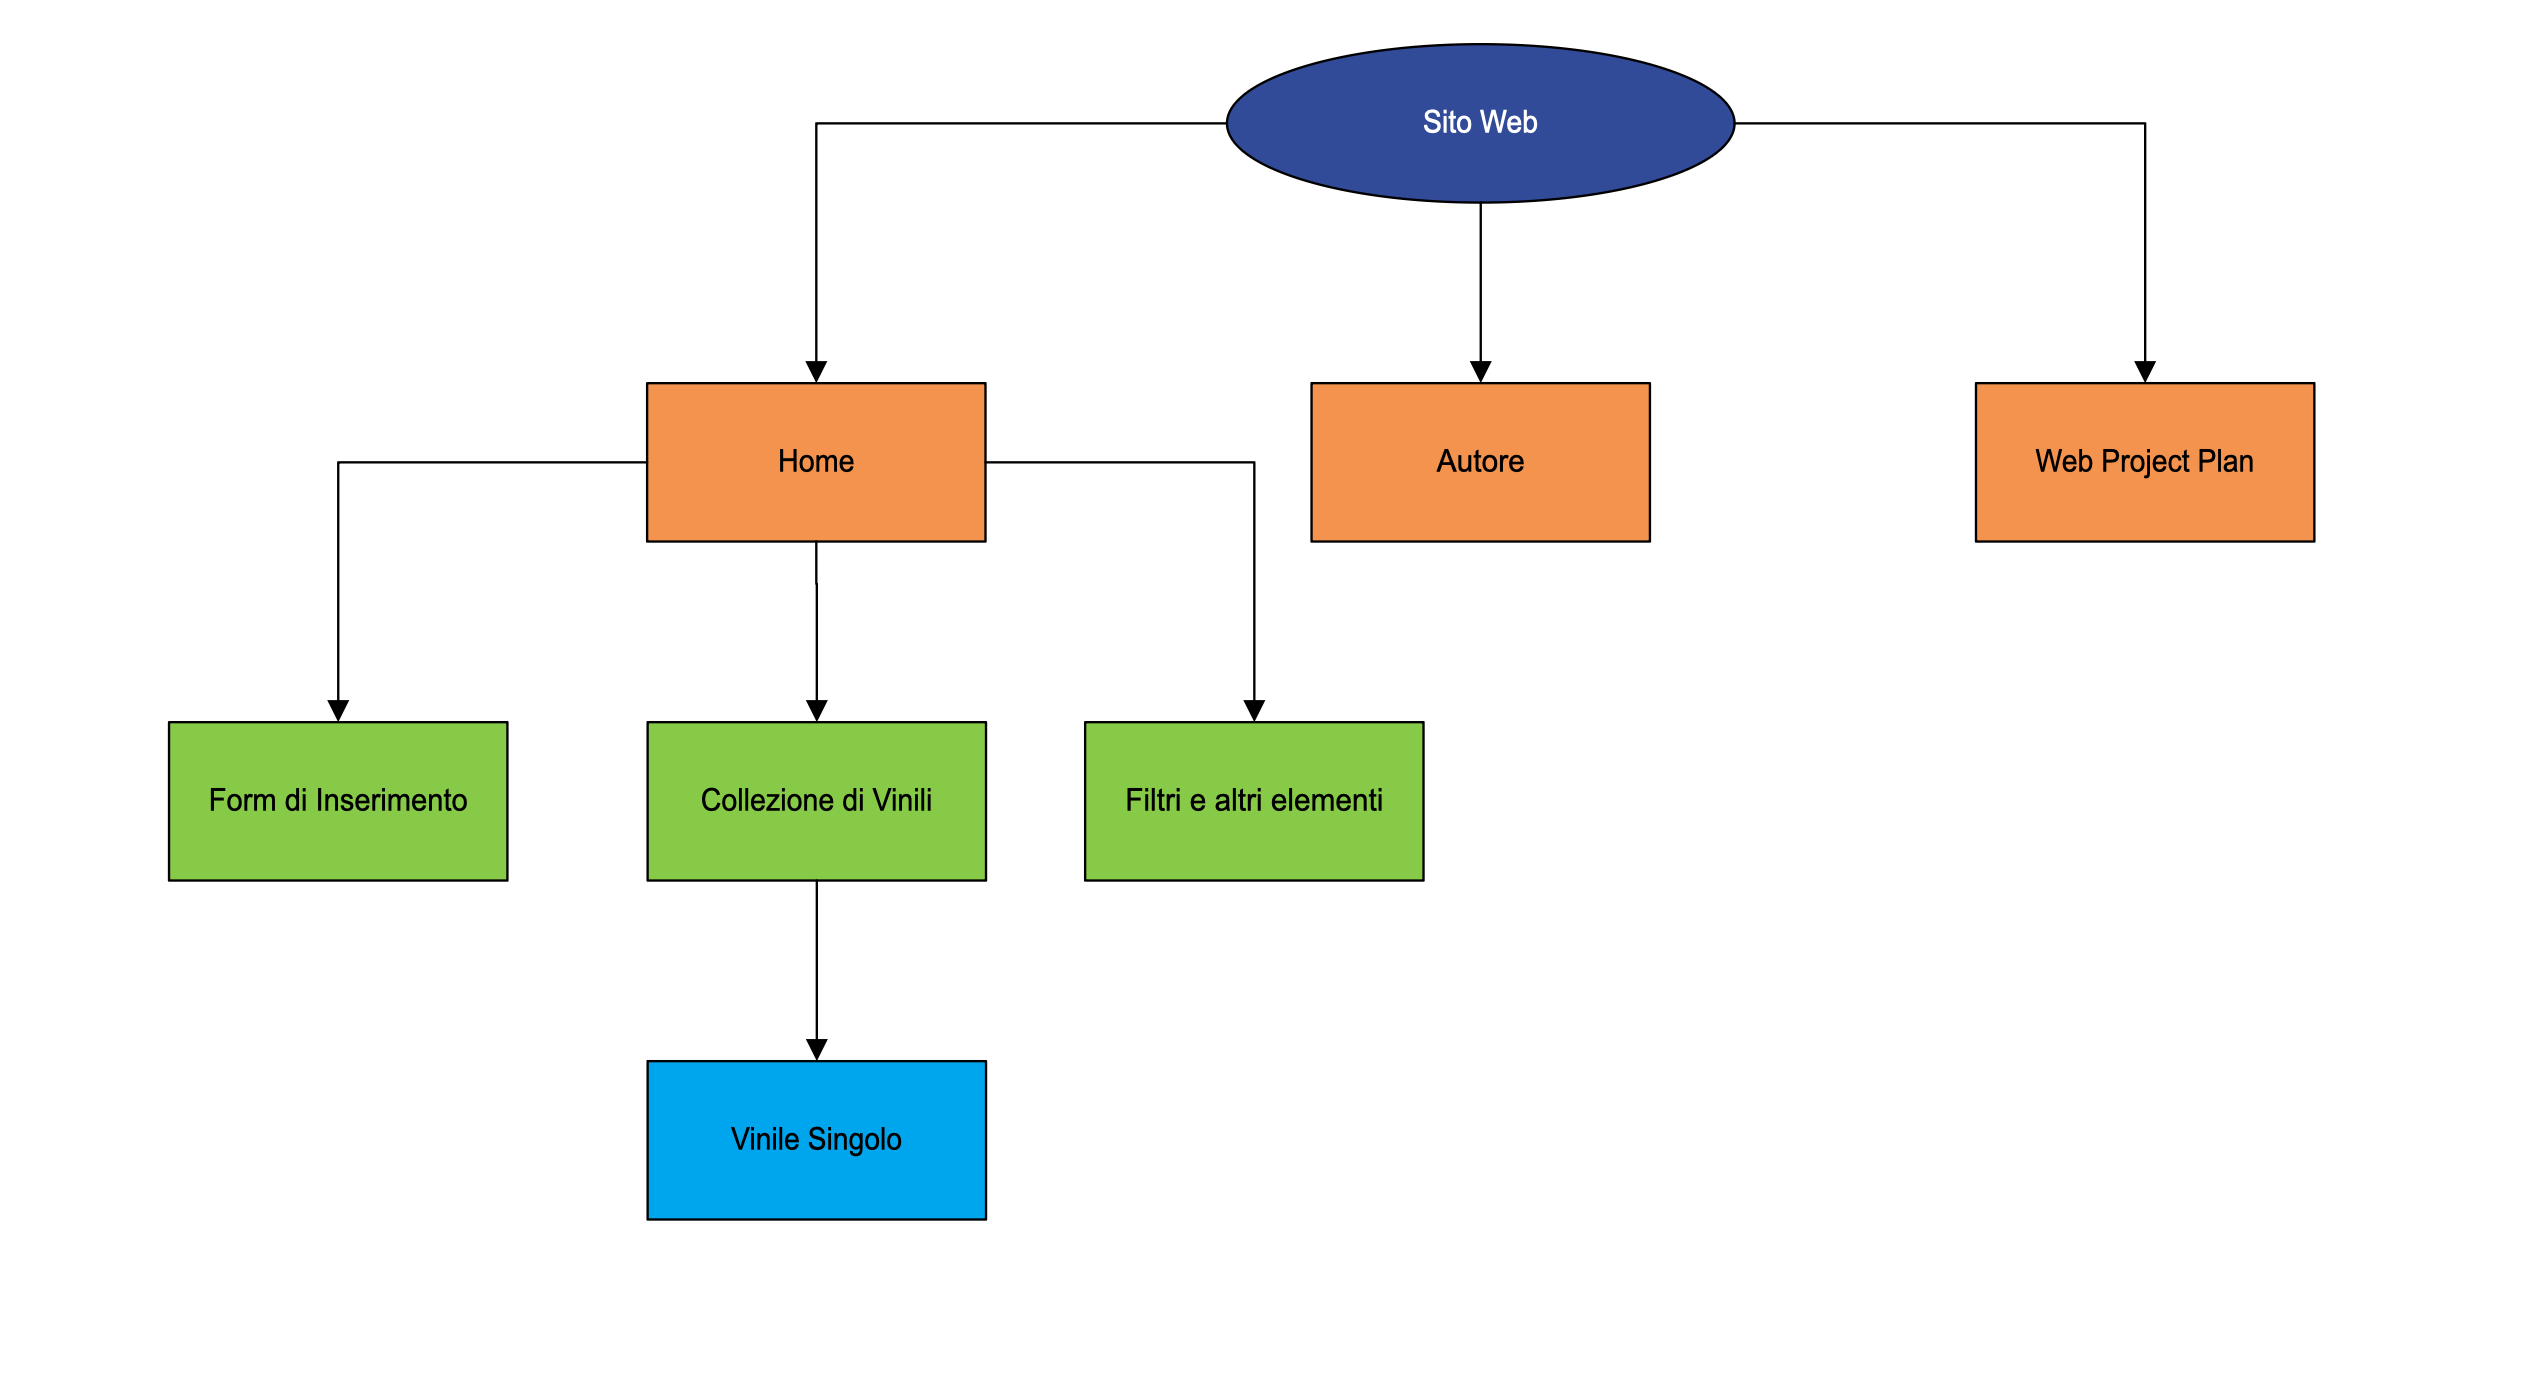 Sito Web
Home
Autore
Web Project Plan
Form di Inserimento
Collezione di Vinili
Filtri e altri elementi
Vinile Singolo